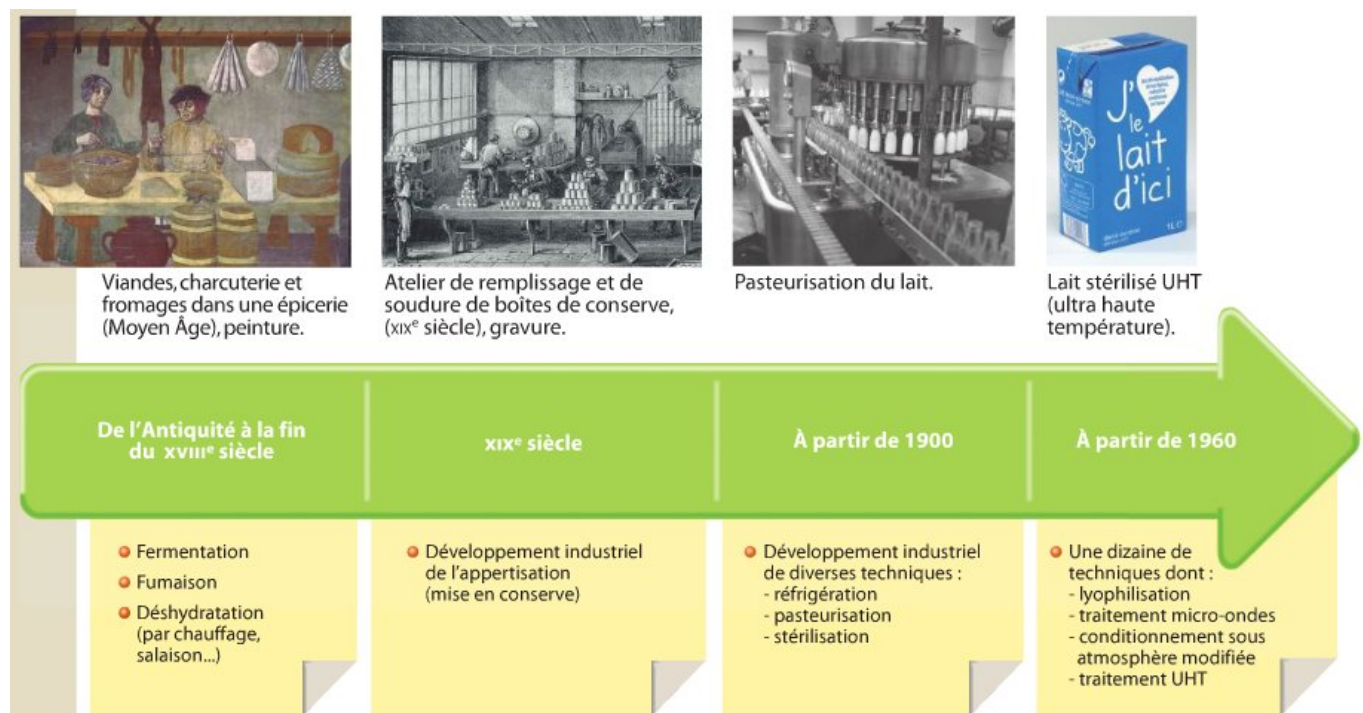 J'
le
lait
d'ici
1L
Viandes, charcuterie et
fromages dans une épicerie
(Moyen Âge), peinture.
Atelier de remplissage et de
soudure de boîtes de conserve,
(XIXe siècle), gravure.
Pasteurisation du lait.
Lait stérilisé UHT
(ultra haute
température).
De l'Antiquité à la fin
du XVIIIe siècle
XIXe siècle
À partir de 1900
À partir de 1960
Fermentation
Fumaison
Déshydratation
(par chauffage,
salaison...)
Développement industriel
de l'appertisation
(mise en conserve)
Développement industriel
de diverses techniques :
- réfrigération
- pasteurisation
- stérilisation
Une dizaine de
techniques dont :
- lyophilisation
- traitement micro-ondes
- conditionnement sous
atmosphère modifiée
- traitement UHT